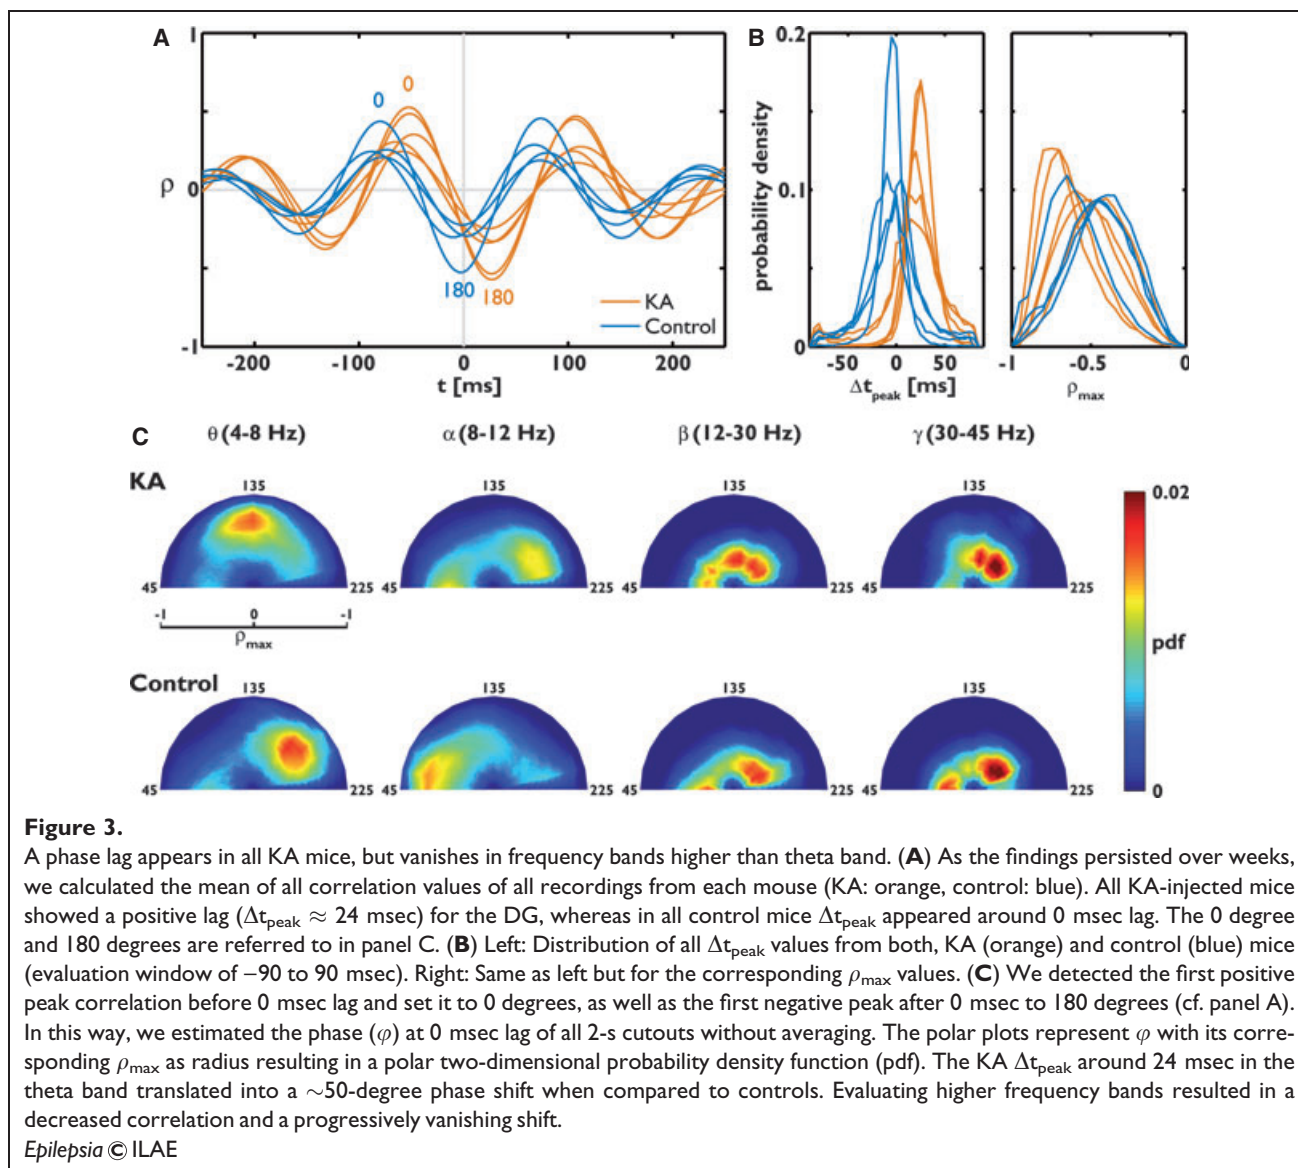 A
B
1
0
-1
ρ
0
0
180
180
KA
Control
-200 -100 0 100 200
t [ms]
0.2
0.1
0
probability density
-50 0 50
Δt_peak [ms]
-1 -0.5 0
ρ_max
C
θ (4-8 Hz) α (8-12 Hz) β (12-30 Hz) γ (30-45 Hz)
KA
135 135 135 135
45 225 45 225 45 225 45 225
-1 0 -1
ρ_max
Control
135 135 135 135
45 225 45 225 45 225 45 225
0.02
pdf
0
Figure 3.
A phase lag appears in all KA mice, but vanishes in frequency bands higher than theta band. (A) As the findings persisted over weeks,
we calculated the mean of all correlation values of all recordings from each mouse (KA: orange, control: blue). All KA-injected mice
showed a positive lag (Δt_peak ≈ 24 msec) for the DG, whereas in all control mice Δt_peak appeared around 0 msec lag. The 0 degree
and 180 degrees are referred to in panel C. (B) Left: Distribution of all Δt_peak values from both, KA (orange) and control (blue) mice
(evaluation window of −90 to 90 msec). Right: Same as left but for the corresponding ρ_max values. (C) We detected the first positive
peak correlation before 0 msec lag and set it to 0 degrees, as well as the first negative peak after 0 msec to 180 degrees (cf. panel A).
In this way, we estimated the phase (φ) at 0 msec lag of all 2-s cutouts without averaging. The polar plots represent φ with its corre-
sponding ρ_max as radius resulting in a polar two-dimensional probability density function (pdf). The KA Δt_peak around 24 msec in the
theta band translated into a ∼50-degree phase shift when compared to controls. Evaluating higher frequency bands resulted in a
decreased correlation and a progressively vanishing shift.
Epilepsia © ILAE